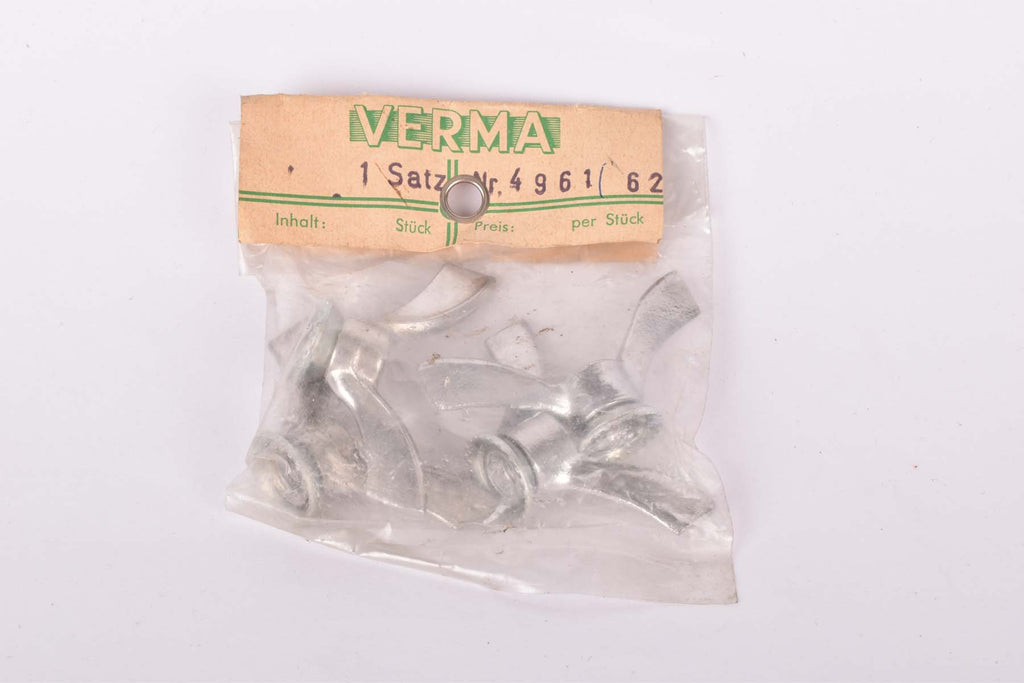 VERMA
1 Satz Nr. 4961/62
Inhalt: Stück Preis: per Stück